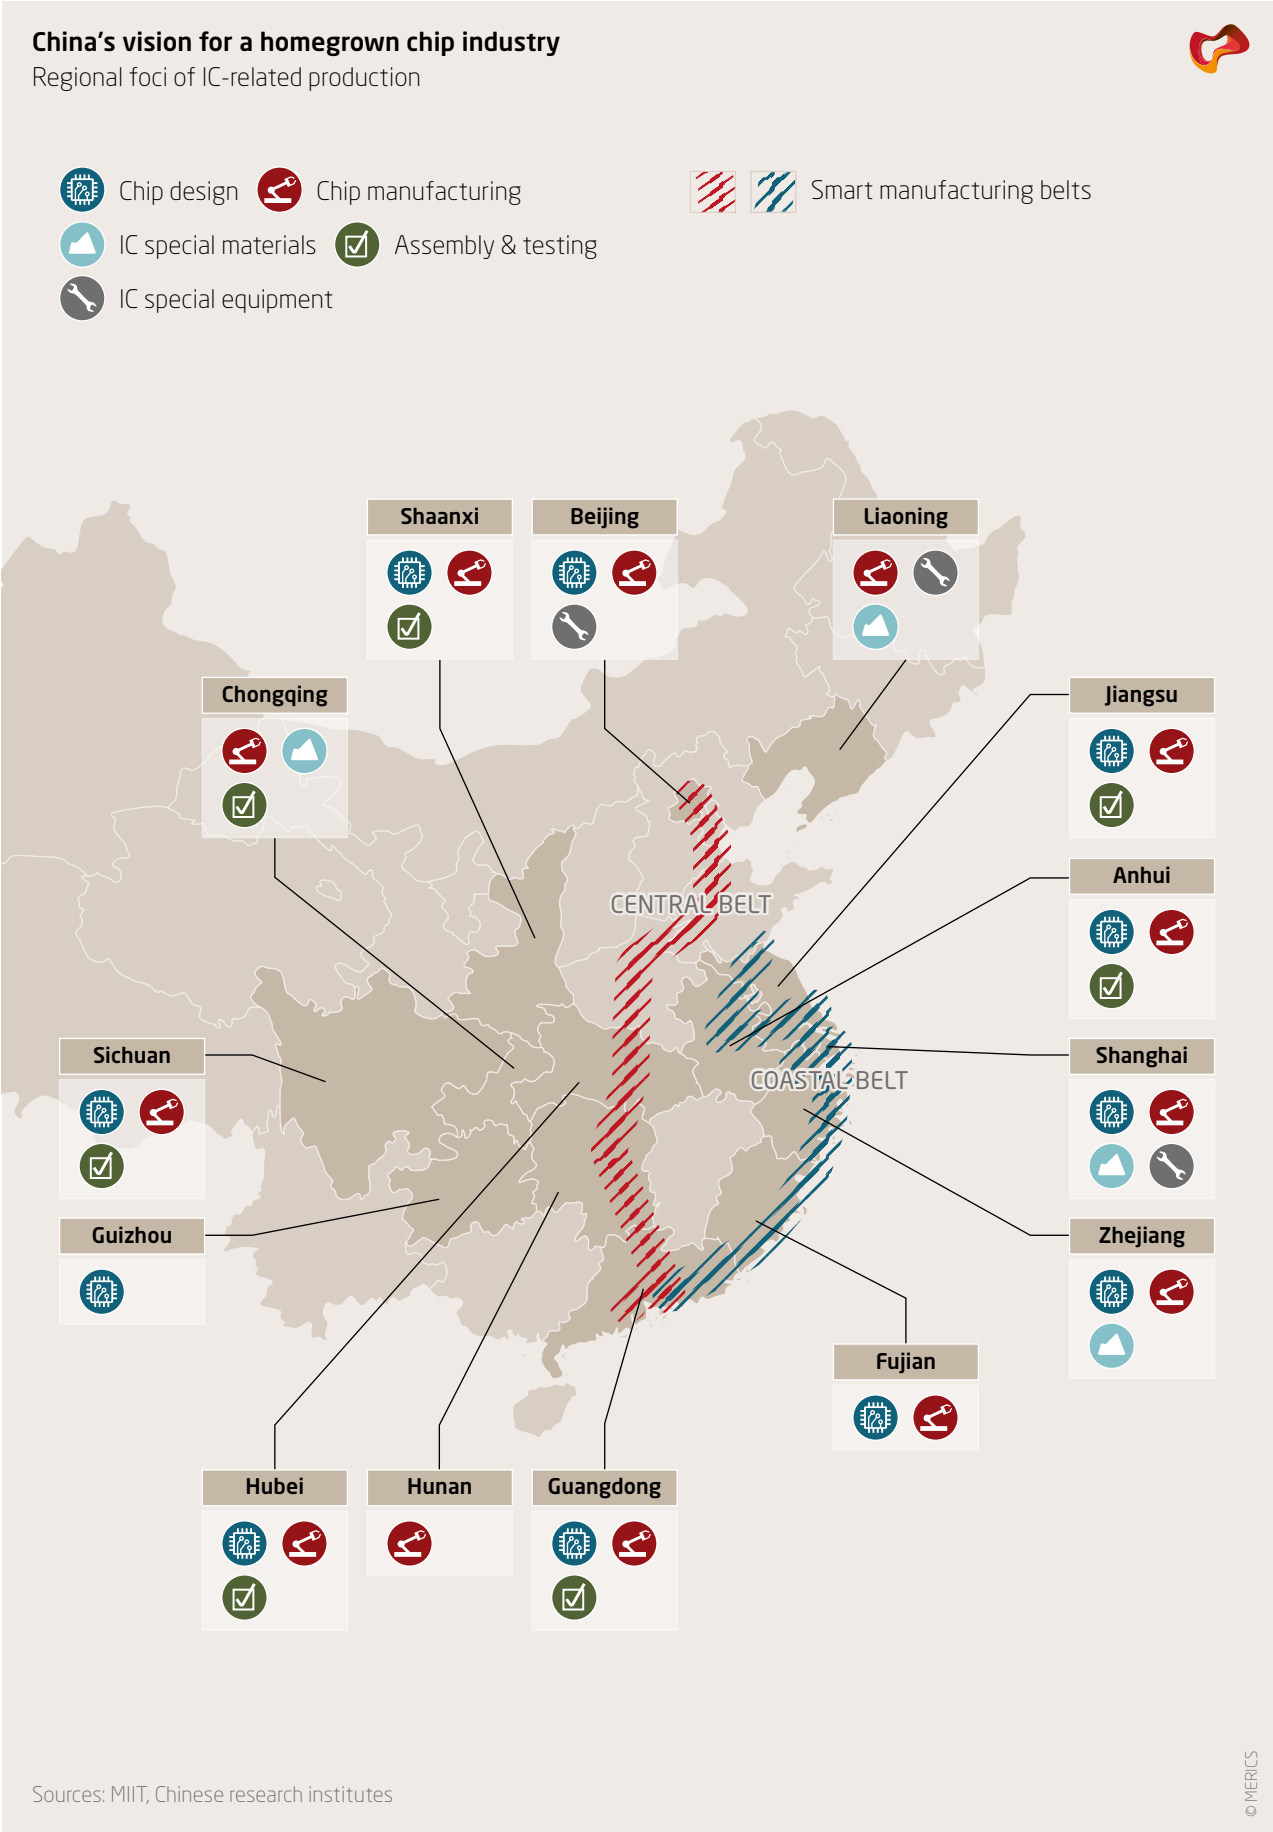 China's vision for a homegrown chip industry
Regional foci of IC-related production
Chip design
Chip manufacturing
Smart manufacturing belts
IC special materials
Assembly & testing
IC special equipment
Shaanxi
Beijing
Liaoning
Chongqing
Jiangsu
Anhui
CENTRAL BELT
Sichuan
Shanghai
COASTAL BELT
Guizhou
Zhejiang
Fujian
Hubei
Hunan
Guangdong
Sources: MIIT, Chinese research institutes
© MERICS